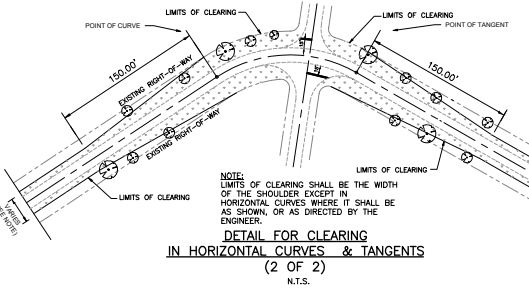 LIMITS OF CLEARING
LIMITS OF CLEARING
POINT OF CURVE
POINT OF TANGENT
150.00'
150.00'
EXISTING RIGHT-OF-WAY
EXISTING RIGHT-OF-WAY
LIMITS OF CLEARING
LIMITS OF CLEARING
VARIES
(SEE NOTE)
NOTE:
LIMITS OF CLEARING SHALL BE THE WIDTH
OF THE SHOULDER EXCEPT IN
HORIZONTAL CURVES WHERE IT SHALL BE
AS SHOWN, OR AS DIRECTED BY THE
ENGINEER.
DETAIL FOR CLEARING
IN HORIZONTAL CURVES & TANGENTS
(2 OF 2)
N.T.S.